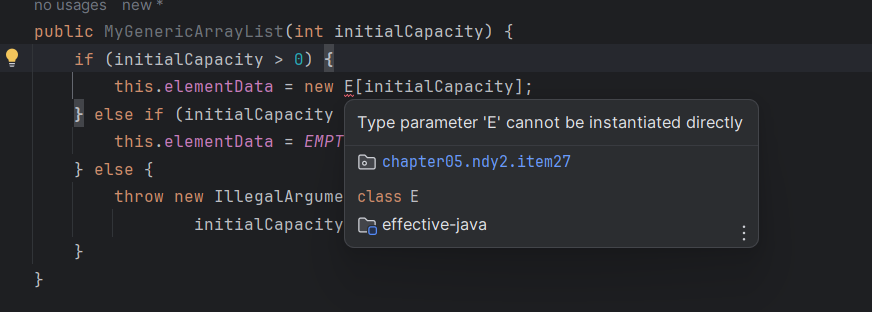 no usages   new *
public MyGenericArrayList(int initialCapacity) {
if (initialCapacity > 0) {
this.elementData = new E[initialCapacity];
} else if (initialCapacity
this.elementData = EMPT
} else {
throw new IllegalArgume
initialCapacity
}
}
Type parameter 'E' cannot be instantiated directly
chapter05.ndy2.item27
class E
effective-java